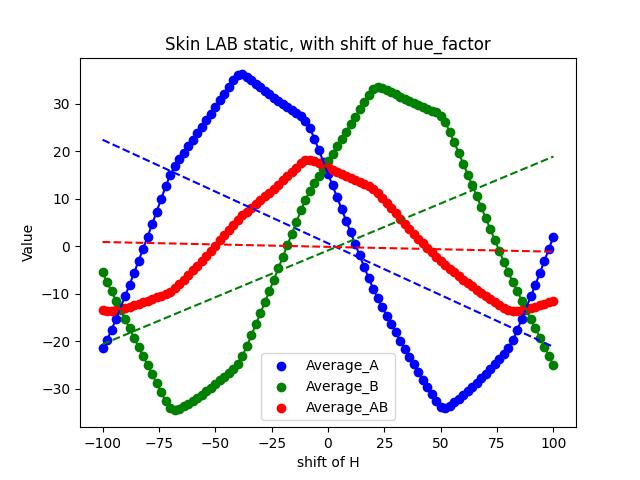 Skin LAB static, with shift of hue_factor
Value
30
20
10
0
−10
−20
−30
Average_A
Average_B
Average_AB
−100 −75 −50 −25 0 25 50 75 100
shift of H